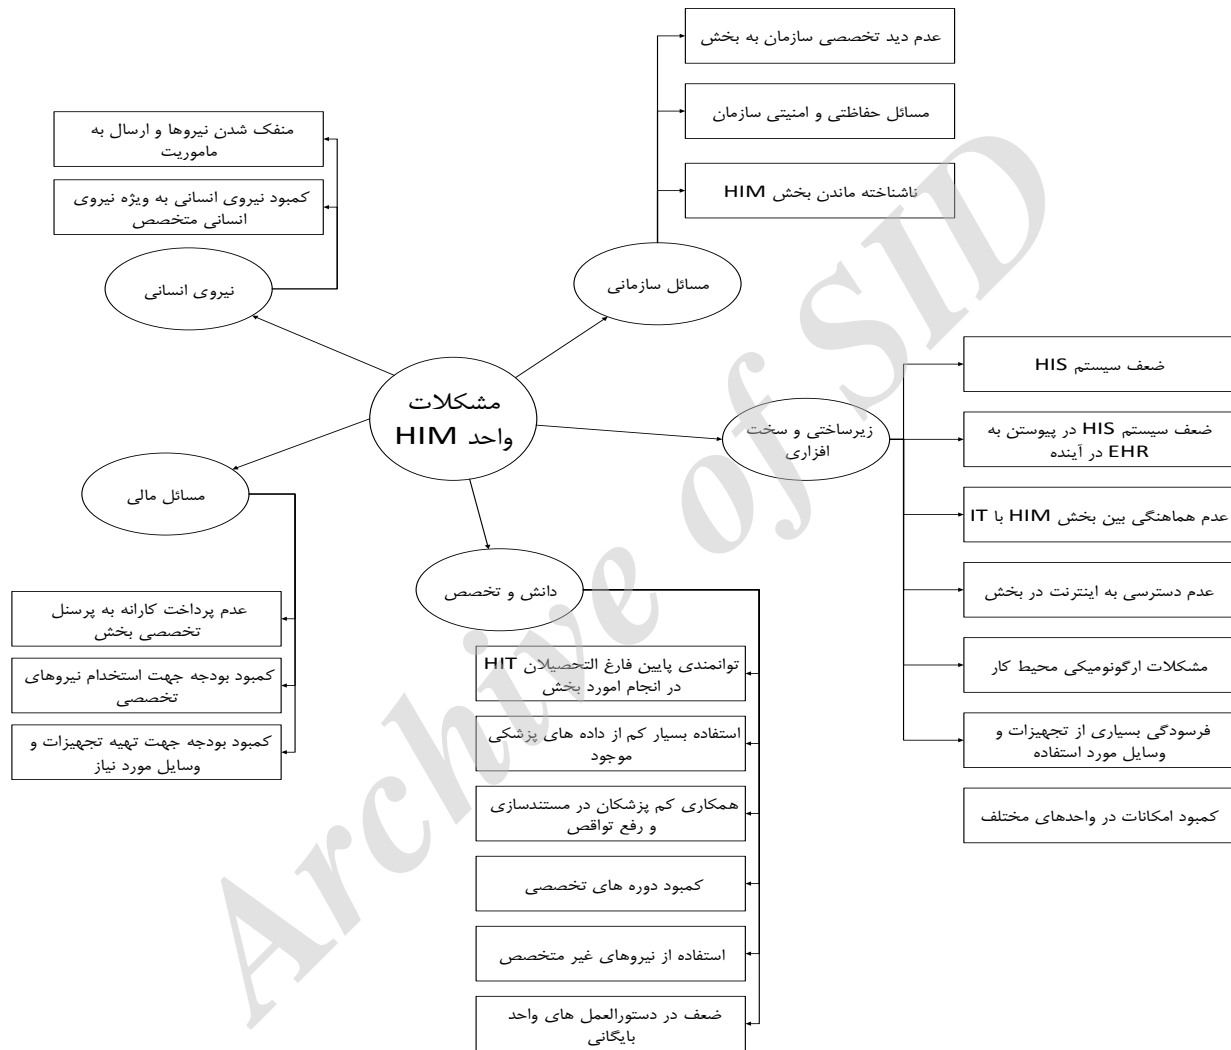 عدم دید تخصصی سازمان به بخش
مسائل حفاظتی و امنیتی سازمان
ناشناخته ماندن بخش HIM
مسائل سازمانی
منفک شدن نیروها و ارسال به
ماموریت
کمبود نیروی انسانی به ویژه نیروی
انسانی متخصص
نیروی انسانی
مشکلات
واحد HIM
زیرساختی و سخت
افزاری
ضعف سیستم HIS
ضعف سیستم HIS در پیوستن به
EHR در آینده
عدم هماهنگی بین بخش HIM با IT
عدم دسترسی به اینترنت در بخش
مشکلات ارگونومیکی محیط کار
فرسودگی بسیاری از تجهیزات و
وسایل مورد استفاده
کمبود امکانات در واحدهای مختلف
مسائل مالی
عدم پرداخت کارانه به پرسنل
تخصصی بخش
کمبود بودجه جهت استخدام نیروهای
تخصصی
کمبود بودجه جهت تهیه تجهیزات و
وسایل مورد نیاز
دانش و تخصص
توانمندی پایین فارغ التحصیلان HIT
در انجام امورد بخش
استفاده بسیار کم از داده های پزشکی
موجود
همکاری کم پزشکان در مستندسازی
و رفع تواقص
کمبود دوره های تخصصی
استفاده از نیروهای غیر متخصص
ضعف در دستورالعمل های واحد
بایگانی
Archive of SID